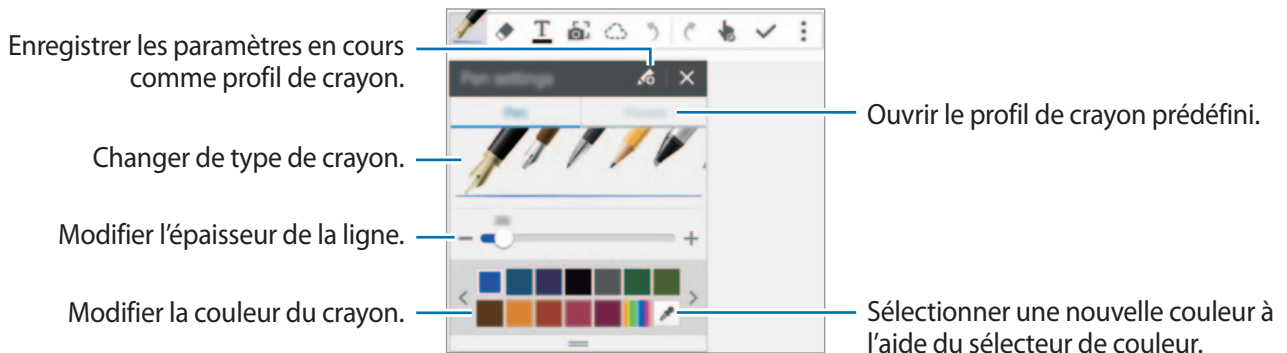 Enregistrer les paramètres en cours
comme profil de crayon.
Pen settings
Pen
Ouvrir le profil de crayon prédéfini.
Changer de type de crayon.
Modifier l’épaisseur de la ligne.
Modifier la couleur du crayon.
Sélectionner une nouvelle couleur à
l’aide du sélecteur de couleur.